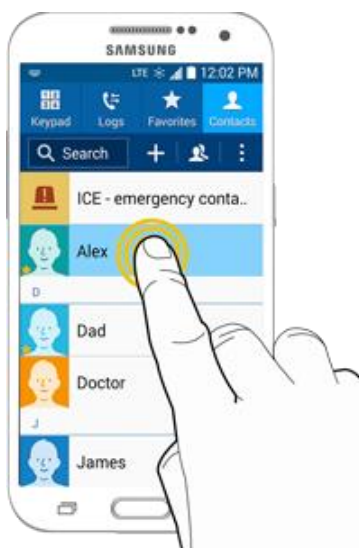 SAMSUNG
LTE 12:02 PM
Keypad Logs Favorites Contacts
Search
ICE - emergency conta..
Alex
D
Dad
Doctor
J
James